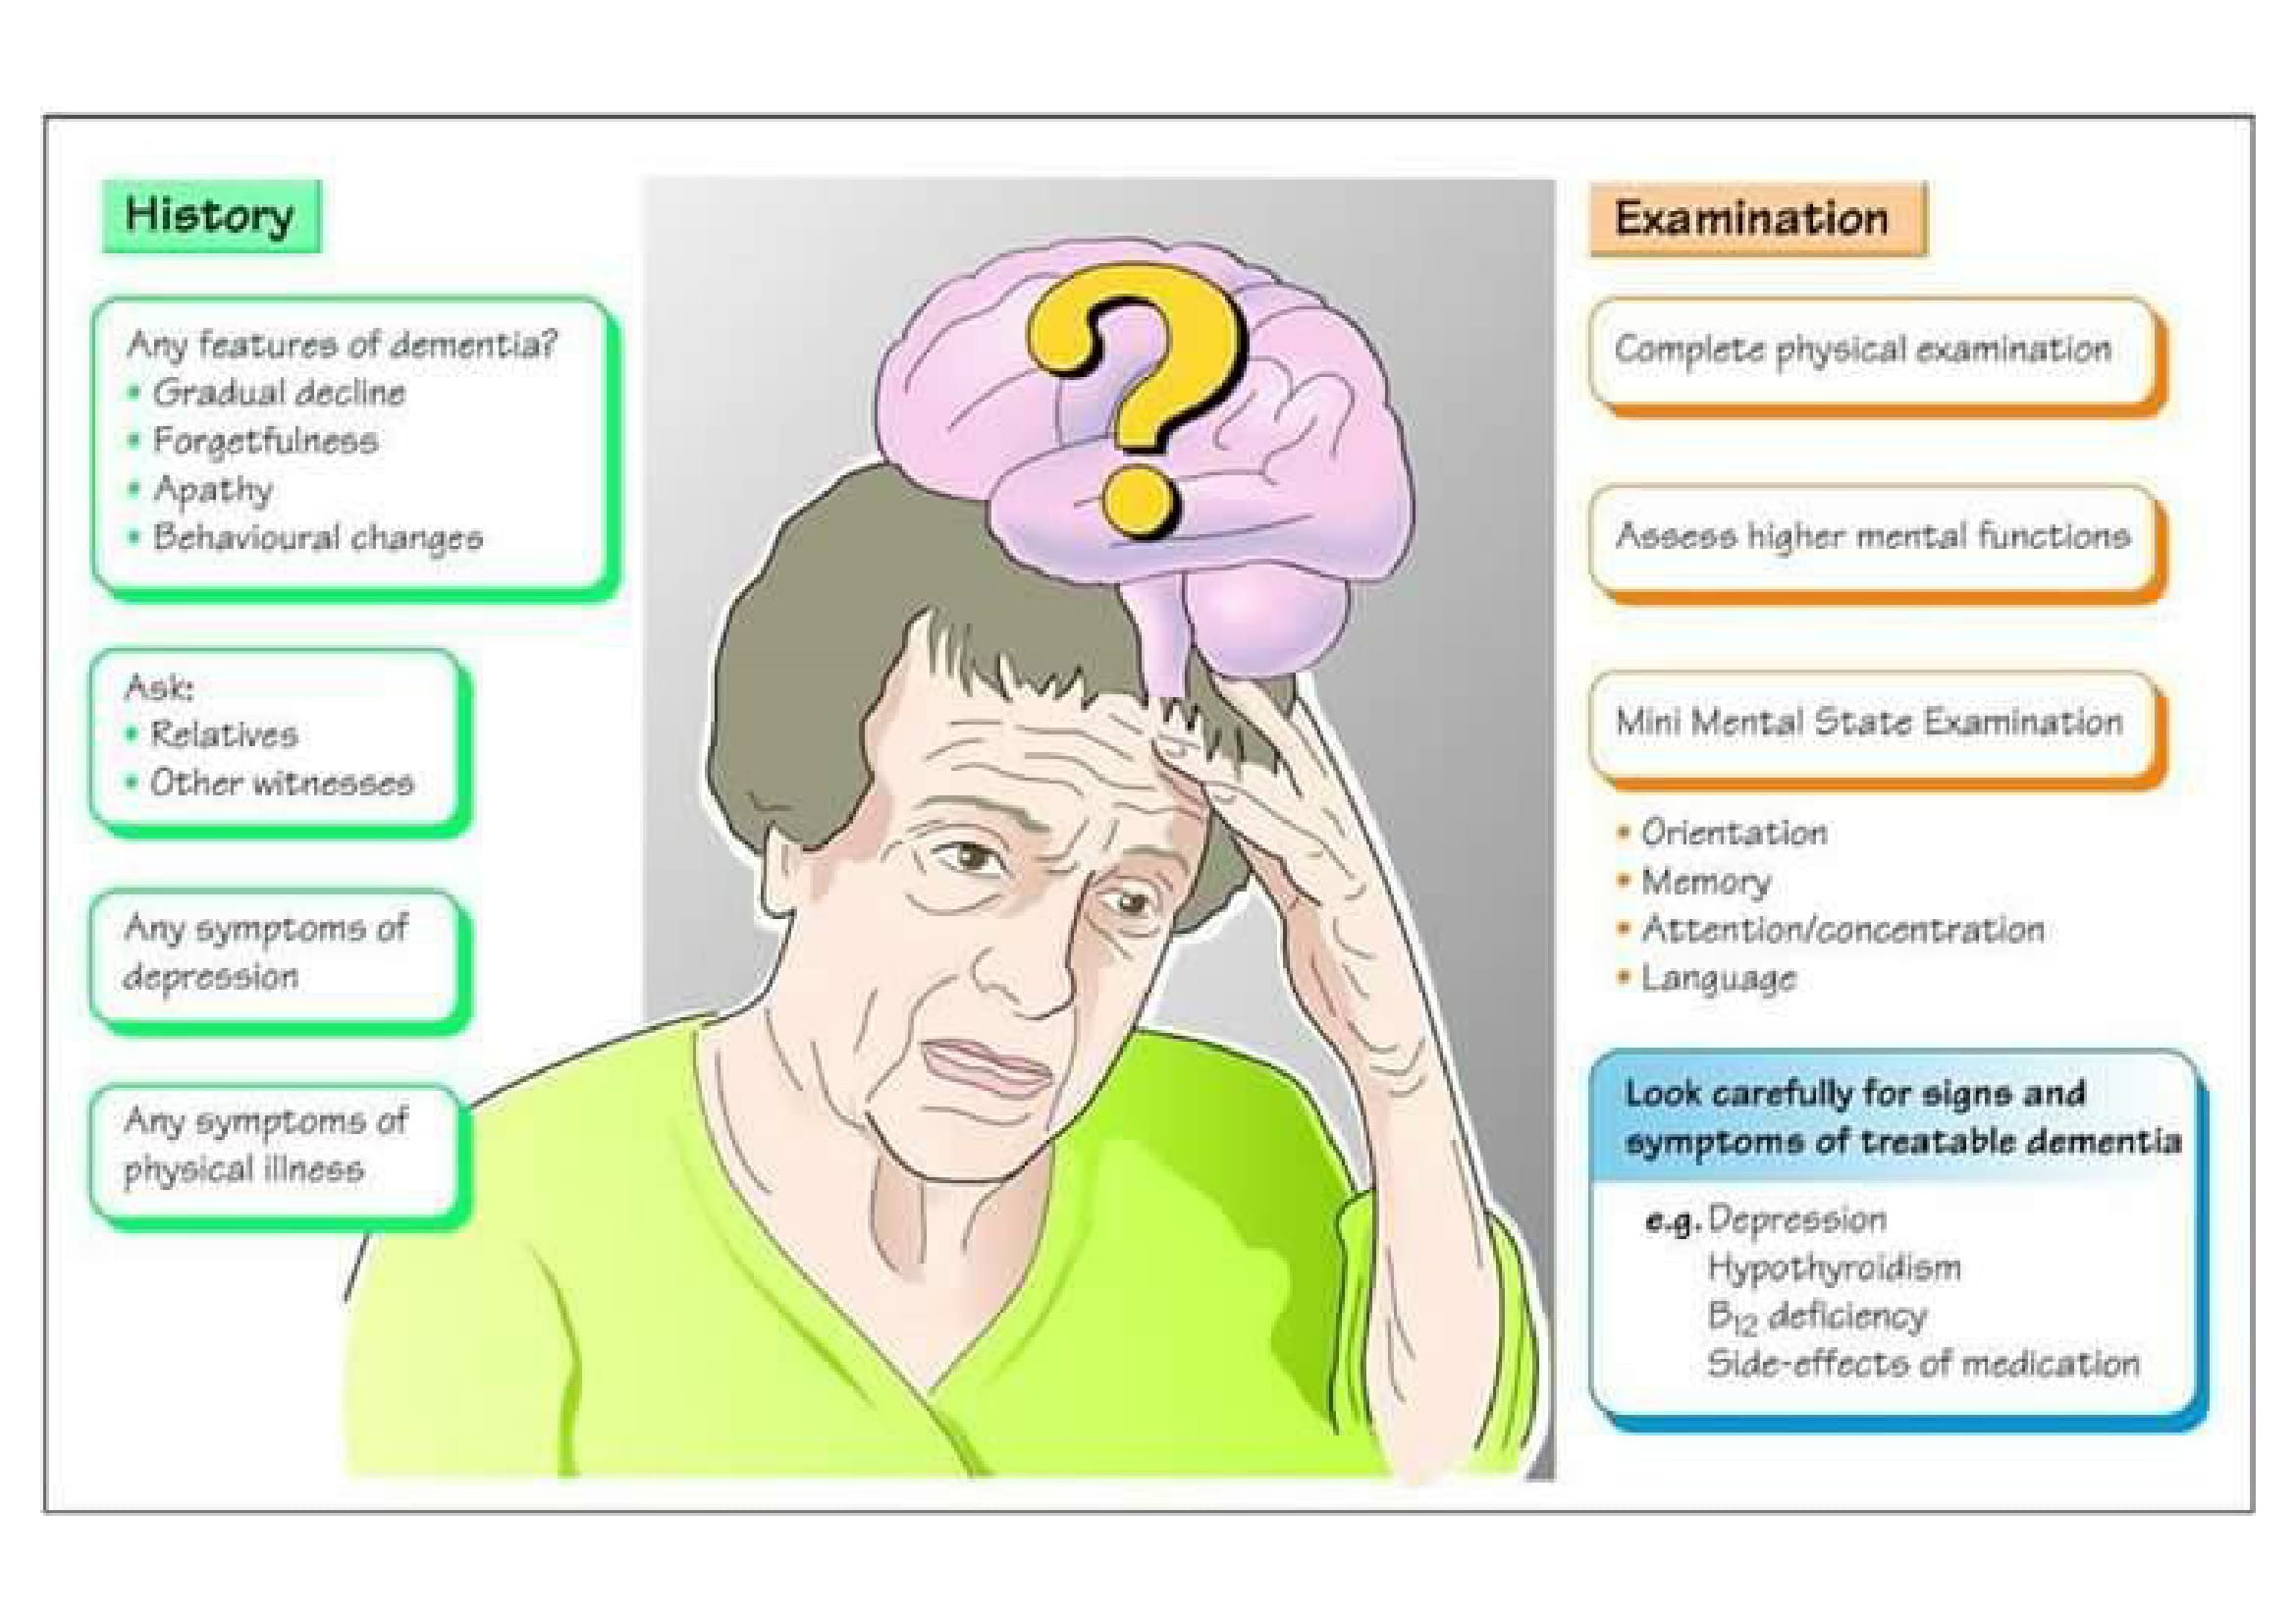 History
Any features of dementia?
• Gradual decline
• Forgetfulness
• Apathy
• Behavioural changes
Ask:
• Relatives
• Other witnesses
Any symptoms of
depression
Any symptoms of
physical illness
?
Examination
Complete physical examination
Assess higher mental functions
Mini Mental State Examination
• Orientation
• Memory
• Attention/concentration
• Language
Look carefully for signs and
symptoms of treatable dementia
e.g. Depression
Hypothyroidism
B₁₂ deficiency
Side-effects of medication